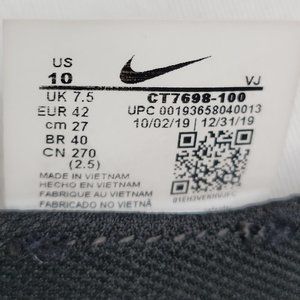 US
10
VJ
UK 7.5
CT7698-100
EUR 42
UPC 00193658040013
cm 27
10/02/19 | 12/31/19
BR 40
CN 270
(2.5)
MADE IN VIETNAM
HECHO EN VIETNAM
FABRIQUE AU VIETNAM
FABRICADO NO VIETNÃ